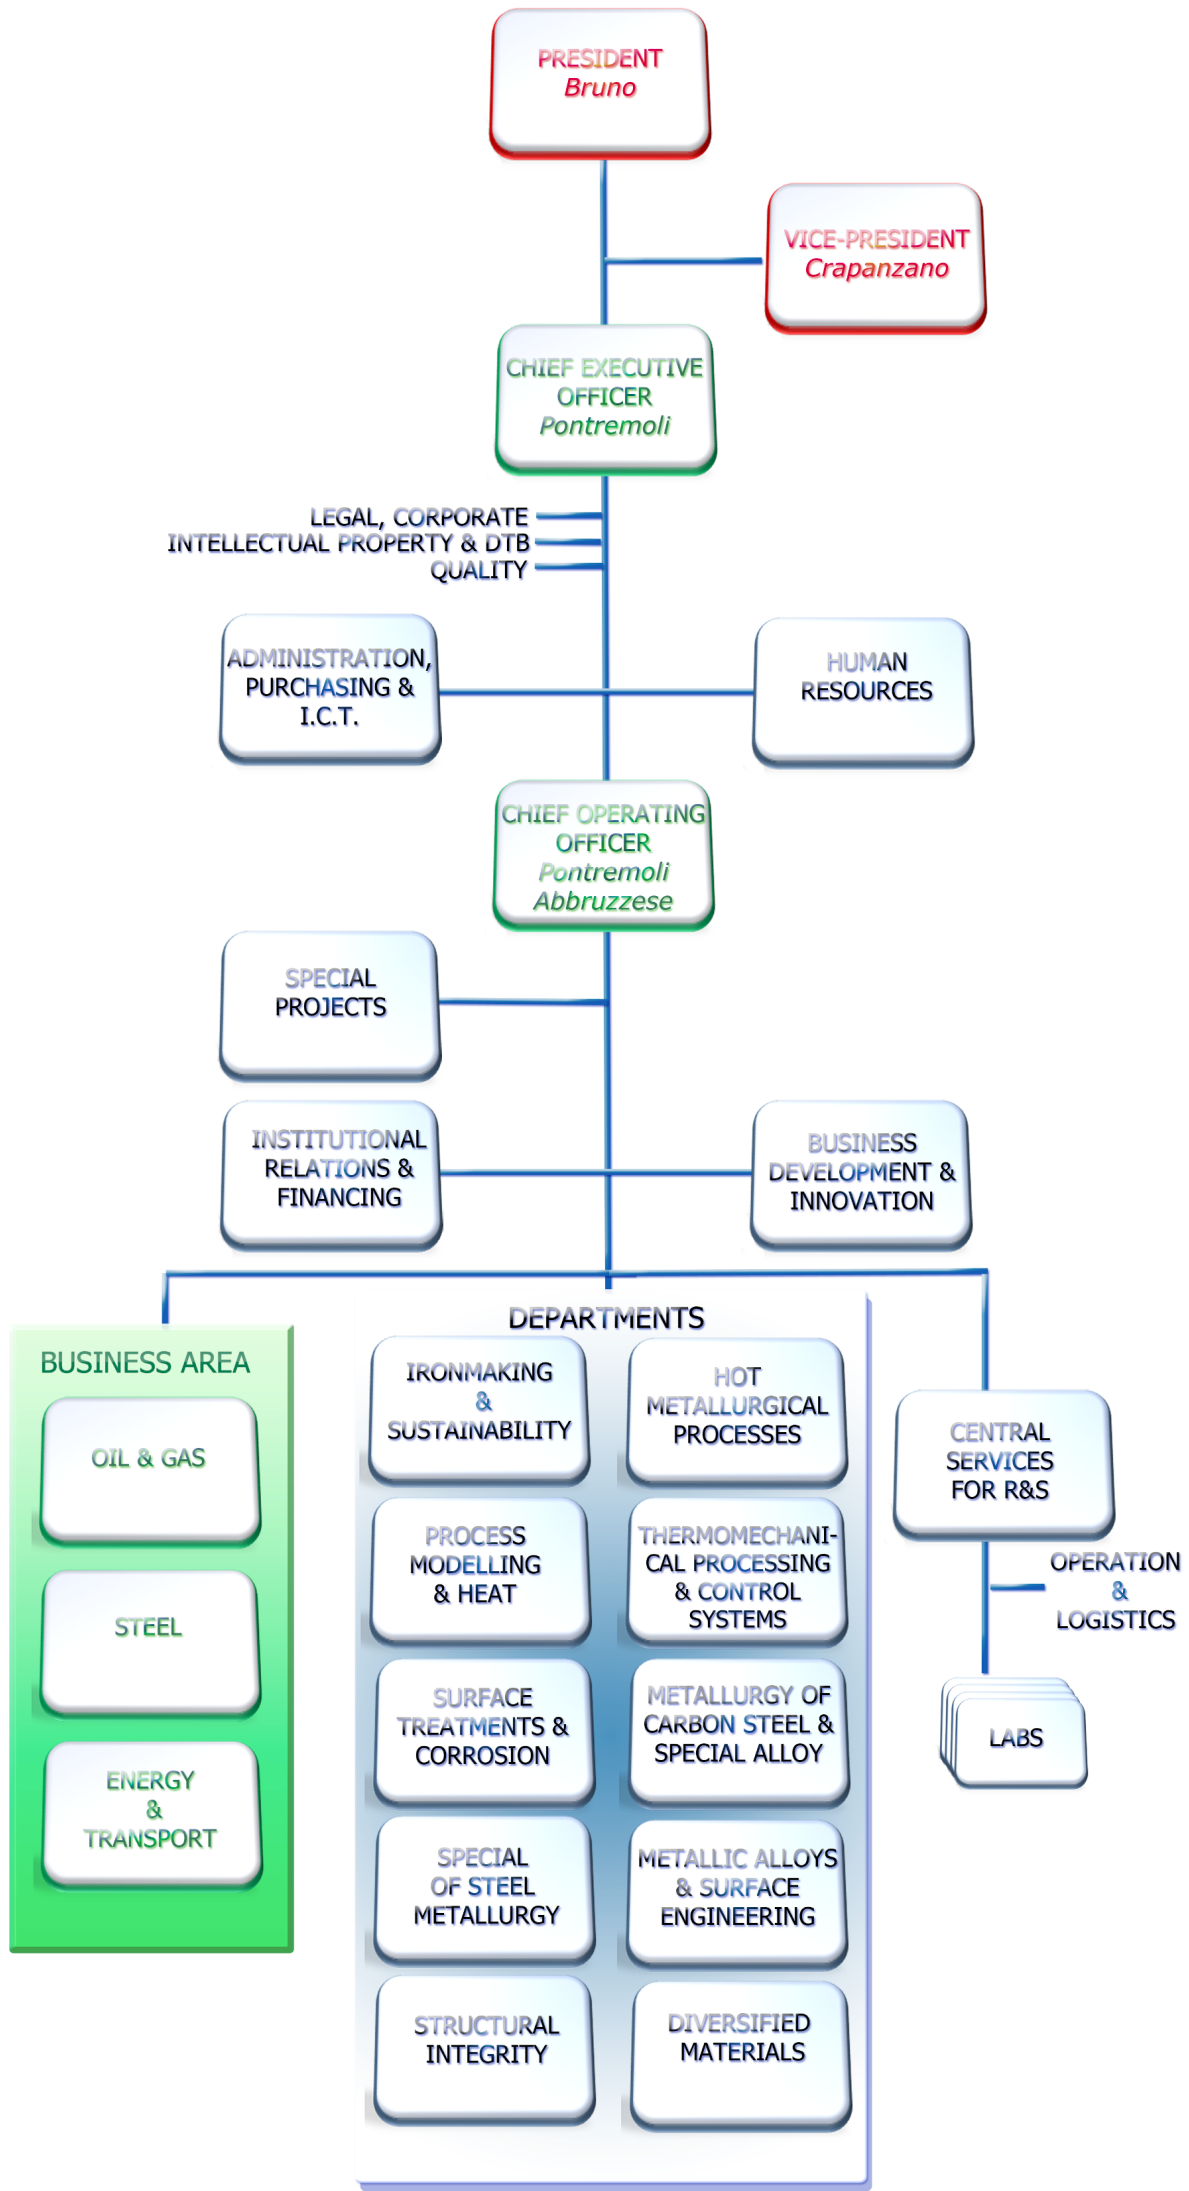 PRESIDENT
Bruno
VICE-PRESIDENT
Crapanzano
CHIEF EXECUTIVE
OFFICER
Pontremoli
LEGAL, CORPORATE
INTELLECTUAL PROPERTY & DTB
QUALITY
ADMINISTRATION,
PURCHASING &
I.C.T.
HUMAN
RESOURCES
CHIEF OPERATING
OFFICER
Pontremoli
Abbruzzese
SPECIAL
PROJECTS
INSTITUTIONAL
RELATIONS &
FINANCING
BUSINESS
DEVELOPMENT &
INNOVATION
BUSINESS AREA
OIL & GAS
STEEL
ENERGY
&
TRANSPORT
DEPARTMENTS
IRONMAKING
&
SUSTAINABILITY
HOT
METALLURGICAL
PROCESSES
PROCESS
MODELLING
& HEAT
THERMOMECHANI-
CAL PROCESSING
& CONTROL
SYSTEMS
SURFACE
TREATMENTS &
CORROSION
METALLURGY OF
CARBON STEEL &
SPECIAL ALLOY
SPECIAL
OF STEEL
METALLURGY
METALLIC ALLOYS
& SURFACE
ENGINEERING
STRUCTURAL
INTEGRITY
DIVERSIFIED
MATERIALS
CENTRAL
SERVICES
FOR R&S
OPERATION
&
LOGISTICS
LABS